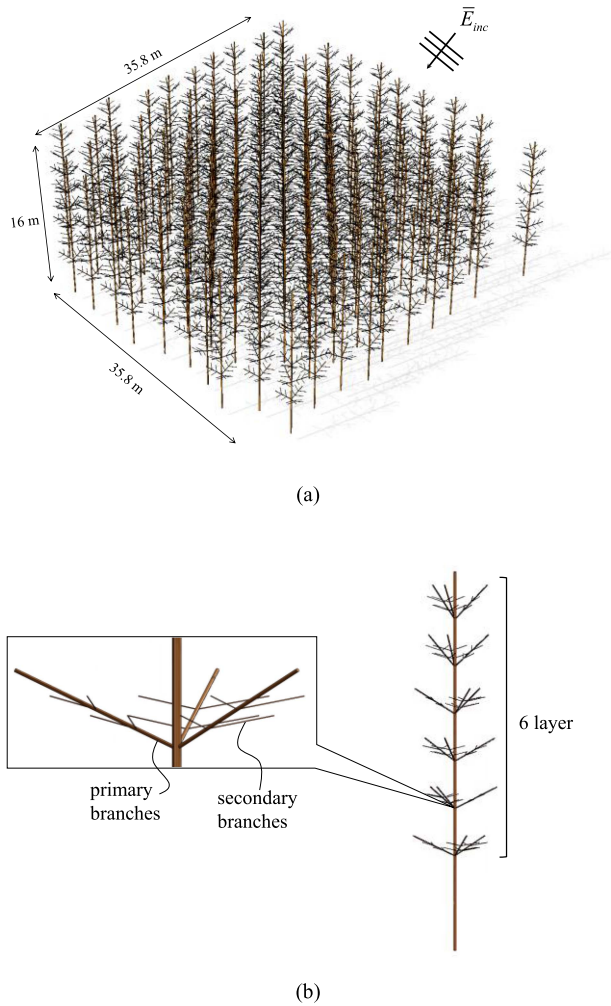 35.8 m
E̅inc
16 m
35.8 m
(a)
6 layer
primary
branches
secondary
branches
(b)